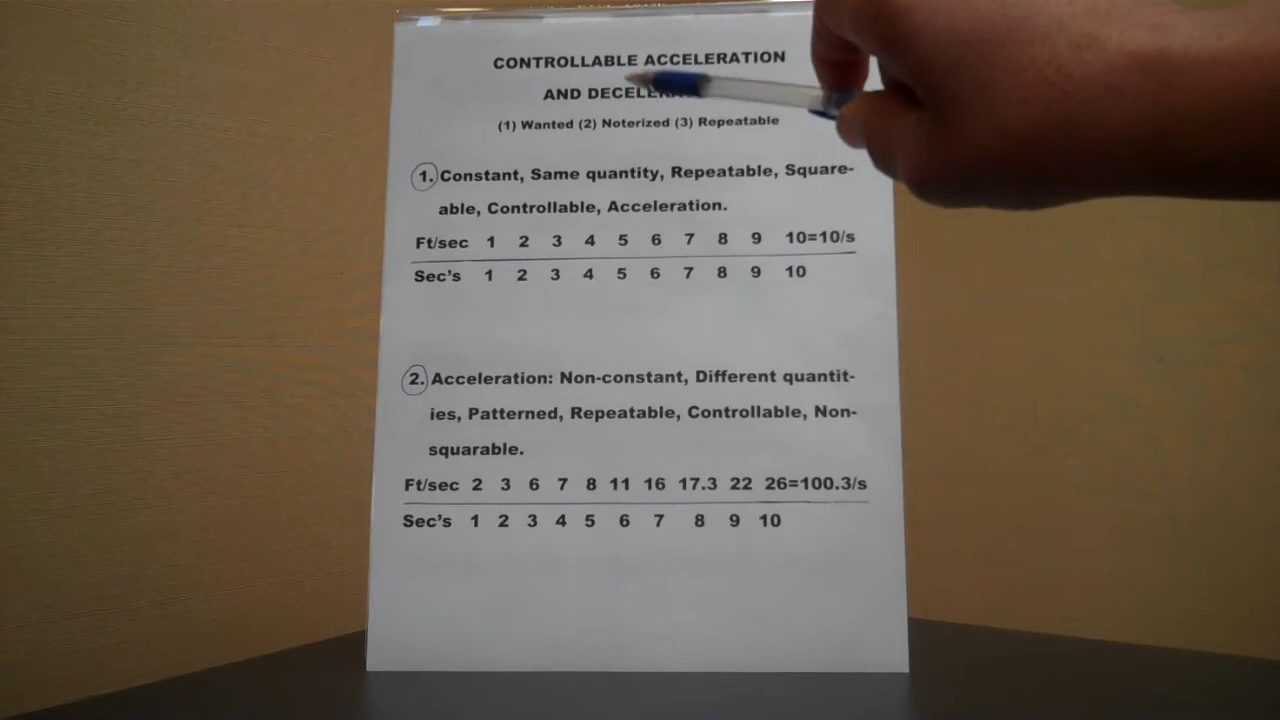 CONTROLLABLE ACCELERATION
AND
(1) Wanted (2) Noterized (3) Repeatable
1. Constant, Same quantity, Repeatable, Square-
able, Controllable, Acceleration.
Ft/sec 1 2 3 4 5 6 7 8 9 10=10/s
Sec's 1 2 3 4 5 6 7 8 9 10
2. Acceleration: Non-constant, Different quantit-
ies, Patterned, Repeatable, Controllable, Non-
squarable.
Ft/sec 2 3 6 7 8 11 16 17.3 22 26=100.3/s
Sec's 1 2 3 4 5 6 7 8 9 10